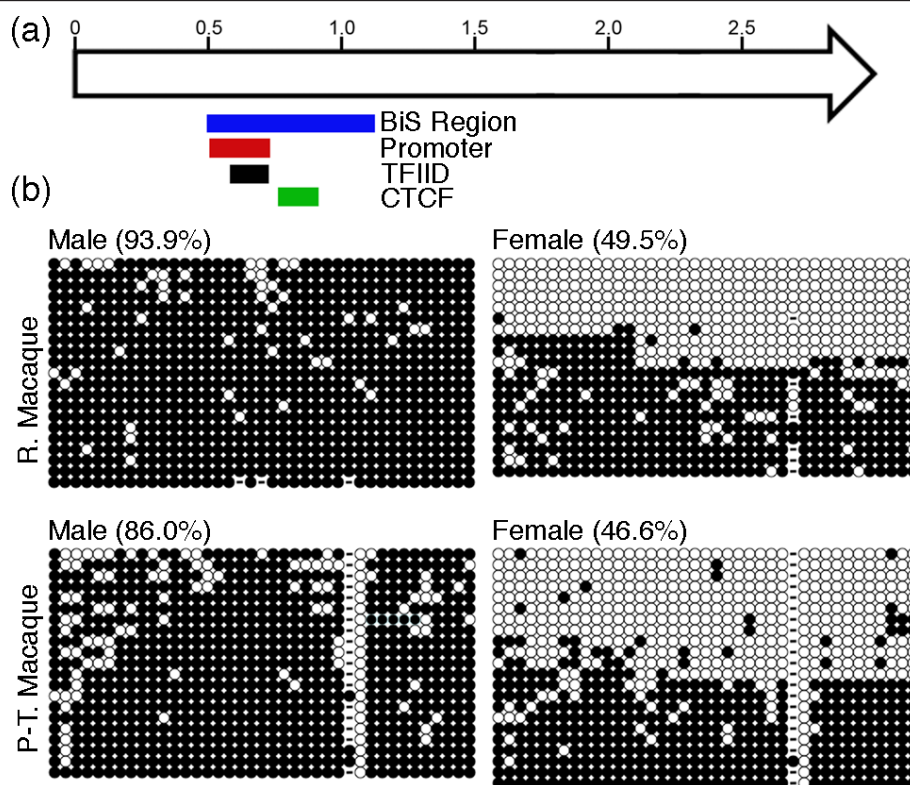 (a)
0 0.5 1.0 1.5 2.0 2.5
BiS Region
Promoter
TFIID
CTCF
(b)
Male (93.9%) Female (49.5%)
R. Macaque
Male (86.0%) Female (46.6%)
P-T. Macaque